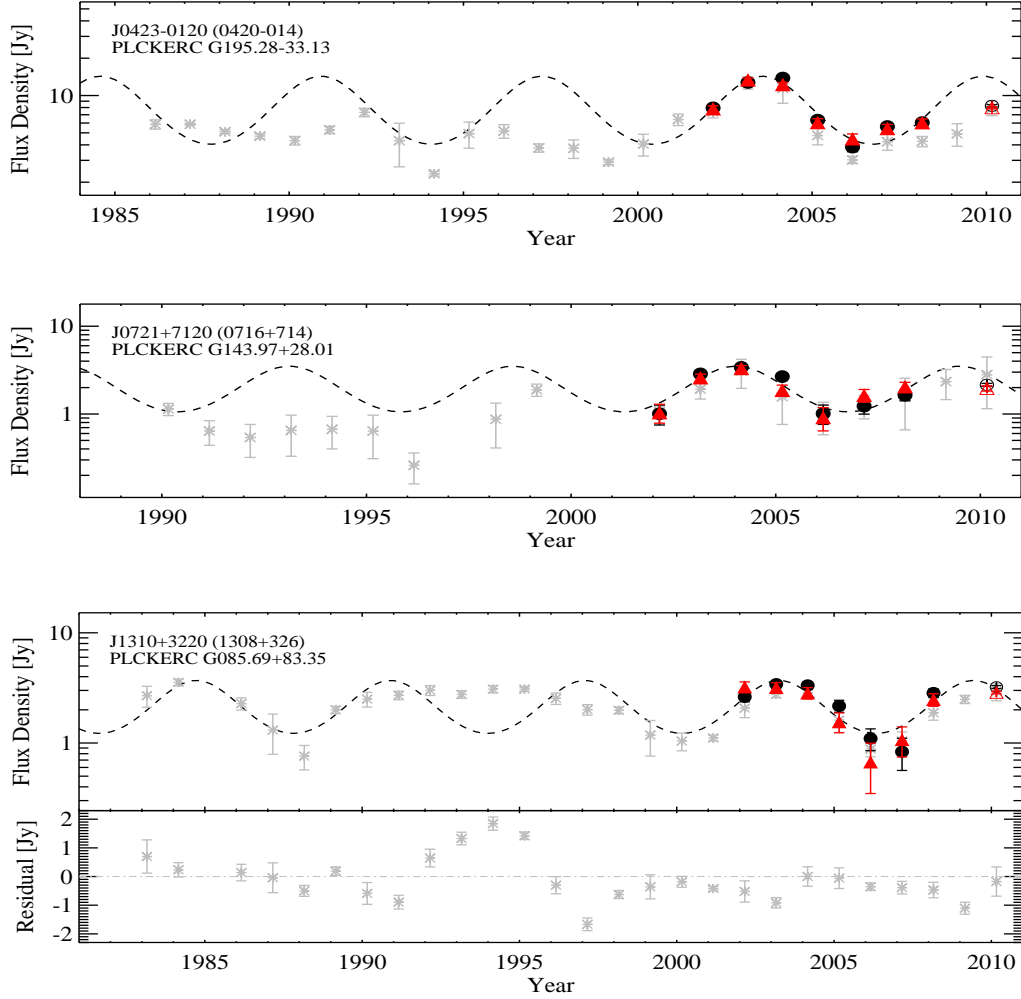 J0423-0120 (0420-014)
PLCKERC G195.28-33.13
Flux Density [Jy]
10
1985 1990 1995 2000 2005 2010
Year
J0721+7120 (0716+714)
PLCKERC G143.97+28.01
Flux Density [Jy]
10
1
1990 1995 2000 2005 2010
Year
J1310+3220 (1308+326)
PLCKERC G085.69+83.35
Flux Density [Jy]
10
1
Residual [Jy]
2
1
0
-1
-2
1985 1990 1995 2000 2005 2010
Year